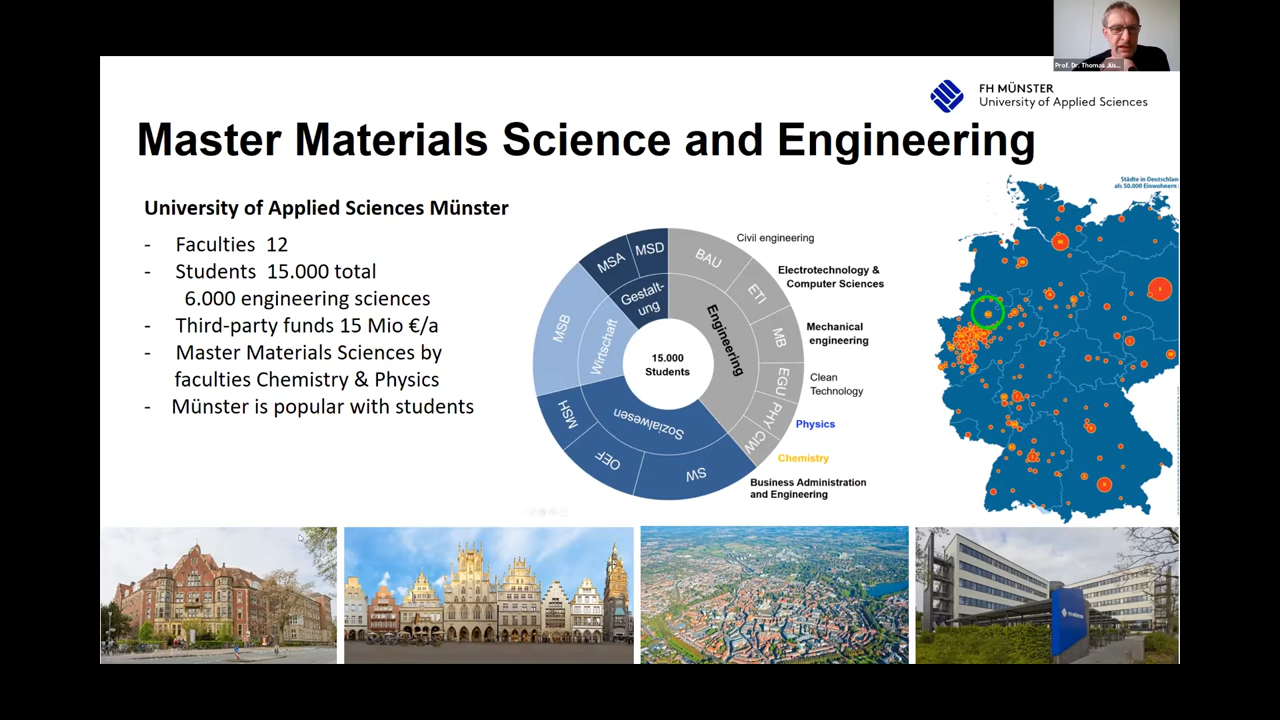 Prof. Dr. Thomas Jüs...
FH MÜNSTER
University of Applied Sciences
Master Materials Science and Engineering
University of Applied Sciences Münster
- Faculties 12
- Students 15.000 total
6.000 engineering sciences
- Third-party funds 15 Mio €/a
- Master Materials Sciences by
faculties Chemistry & Physics
- Münster is popular with students
MSA
MSD
BAU
ETI
MB
EGU
PHY
CIW
SW
OEF
MSH
MSB
Gestalt-
ung
Engineering
Sozialwesen
Wirtschaft
15.000
Students
Civil engineering
Electrotechnology &
Computer Sciences
Mechanical
engineering
Clean
Technology
Physics
Chemistry
Business Administration
and Engineering
Städte in Deutschlan
als 50.000 Einwohnern
FH MÜNSTER